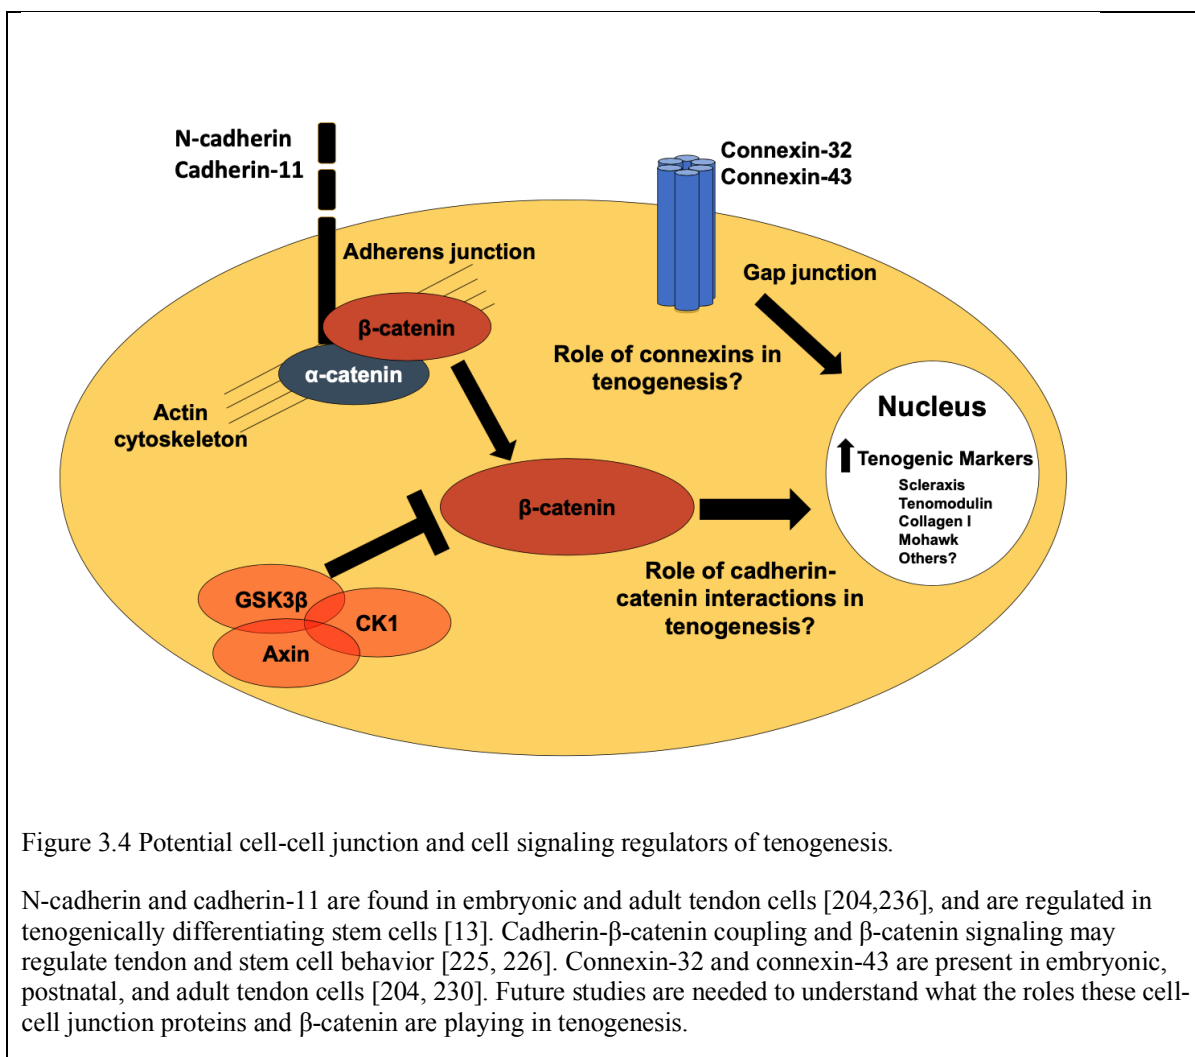 N-cadherin
Cadherin-11
Connexin-32
Connexin-43
Adherens junction
Gap junction
β-catenin
α-catenin
Role of connexins in
tenogenesis?
Actin
cytoskeleton
Nucleus
Tenogenic Markers
Scleraxis
Tenomodulin
Collagen I
Mohawk
Others?
β-catenin
Role of cadherin-
catenin interactions in
tenogenesis?
GSK3β
CK1
Axin
Figure 3.4 Potential cell-cell junction and cell signaling regulators of tenogenesis.
N-cadherin and cadherin-11 are found in embryonic and adult tendon cells [204,236], and are regulated in
tenogenically differentiating stem cells [13]. Cadherin-β-catenin coupling and β-catenin signaling may
regulate tendon and stem cell behavior [225, 226]. Connexin-32 and connexin-43 are present in embryonic,
postnatal, and adult tendon cells [204, 230]. Future studies are needed to understand what the roles these cell-
cell junction proteins and β-catenin are playing in tenogenesis.